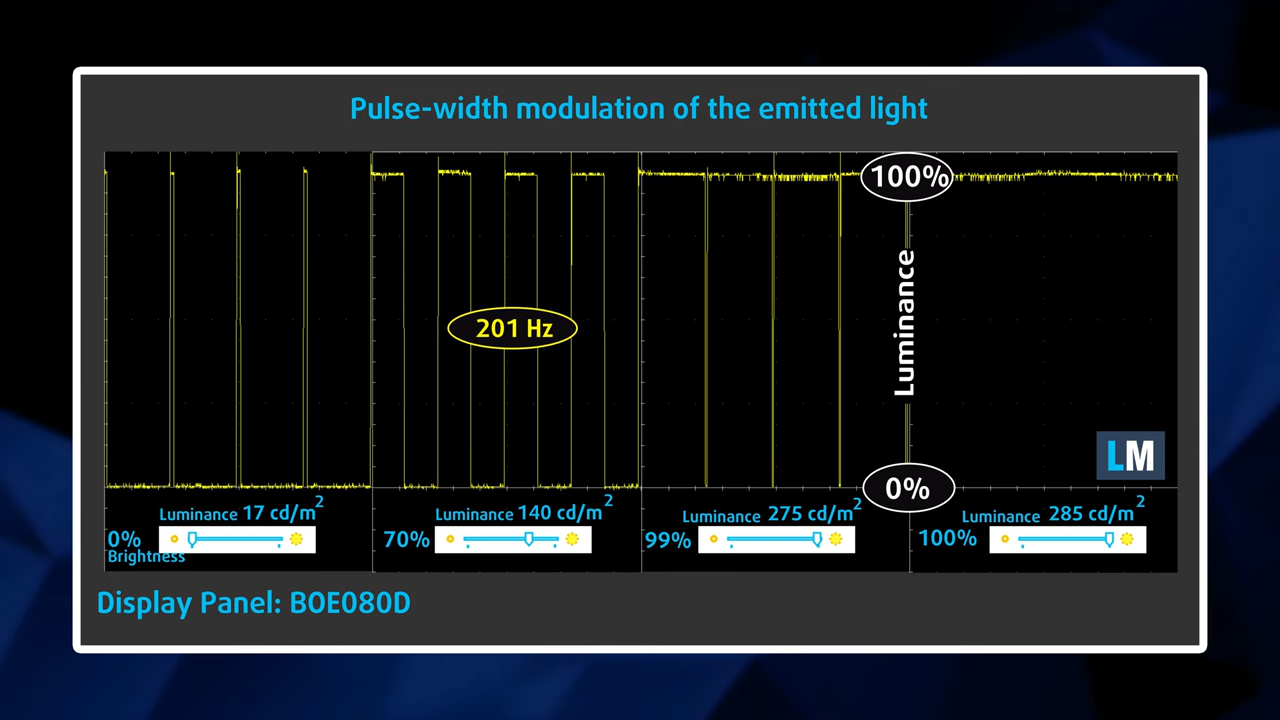 Pulse-width modulation of the emitted light
100%
201 Hz
Luminance
LM
0%
Luminance 17 cd/m²
Luminance 140 cd/m²
Luminance 275 cd/m²
Luminance 285 cd/m²
0%
Brightness
70%
99%
100%
Display Panel: BOE080D